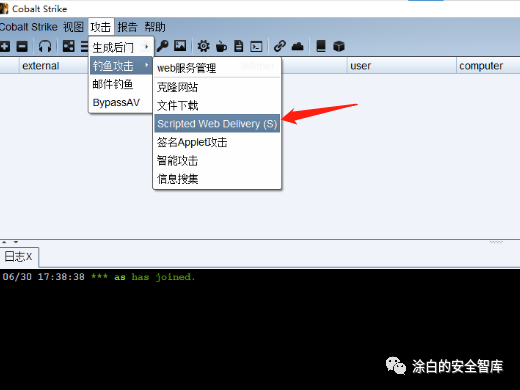 Cobalt Strike
Cobalt Strike 视图 攻击 报告 帮助
生成后门
钓鱼攻击
邮件钓鱼
BypassAV
web服务管理
克隆网站
文件下载
Scripted Web Delivery (S)
签名Applet攻击
智能攻击
信息搜集
external user computer
日志X
06/30 17:38:38 *** as has joined.
涂白的安全智库